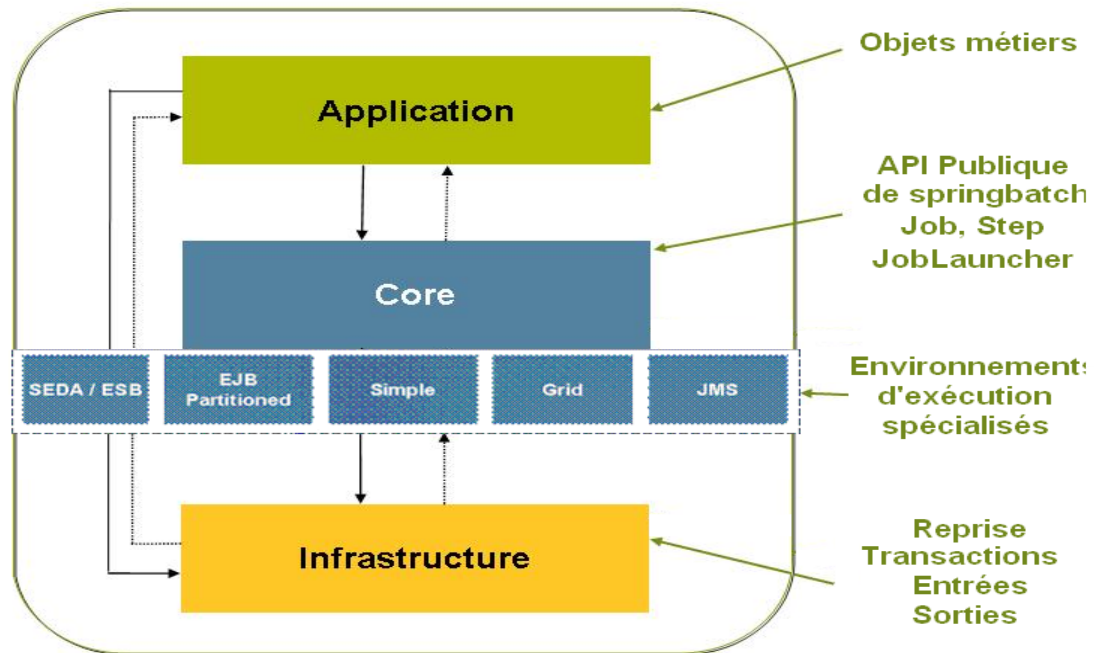 Objets métiers
Application
API Publique
de springbatch
Job, Step
JobLauncher
Core
SEDA / ESB
EJB
Partitioned
Simple
Grid
JMS
Environnements
d'exécution
spécialisés
Infrastructure
Reprise
Transactions
Entrées
Sorties